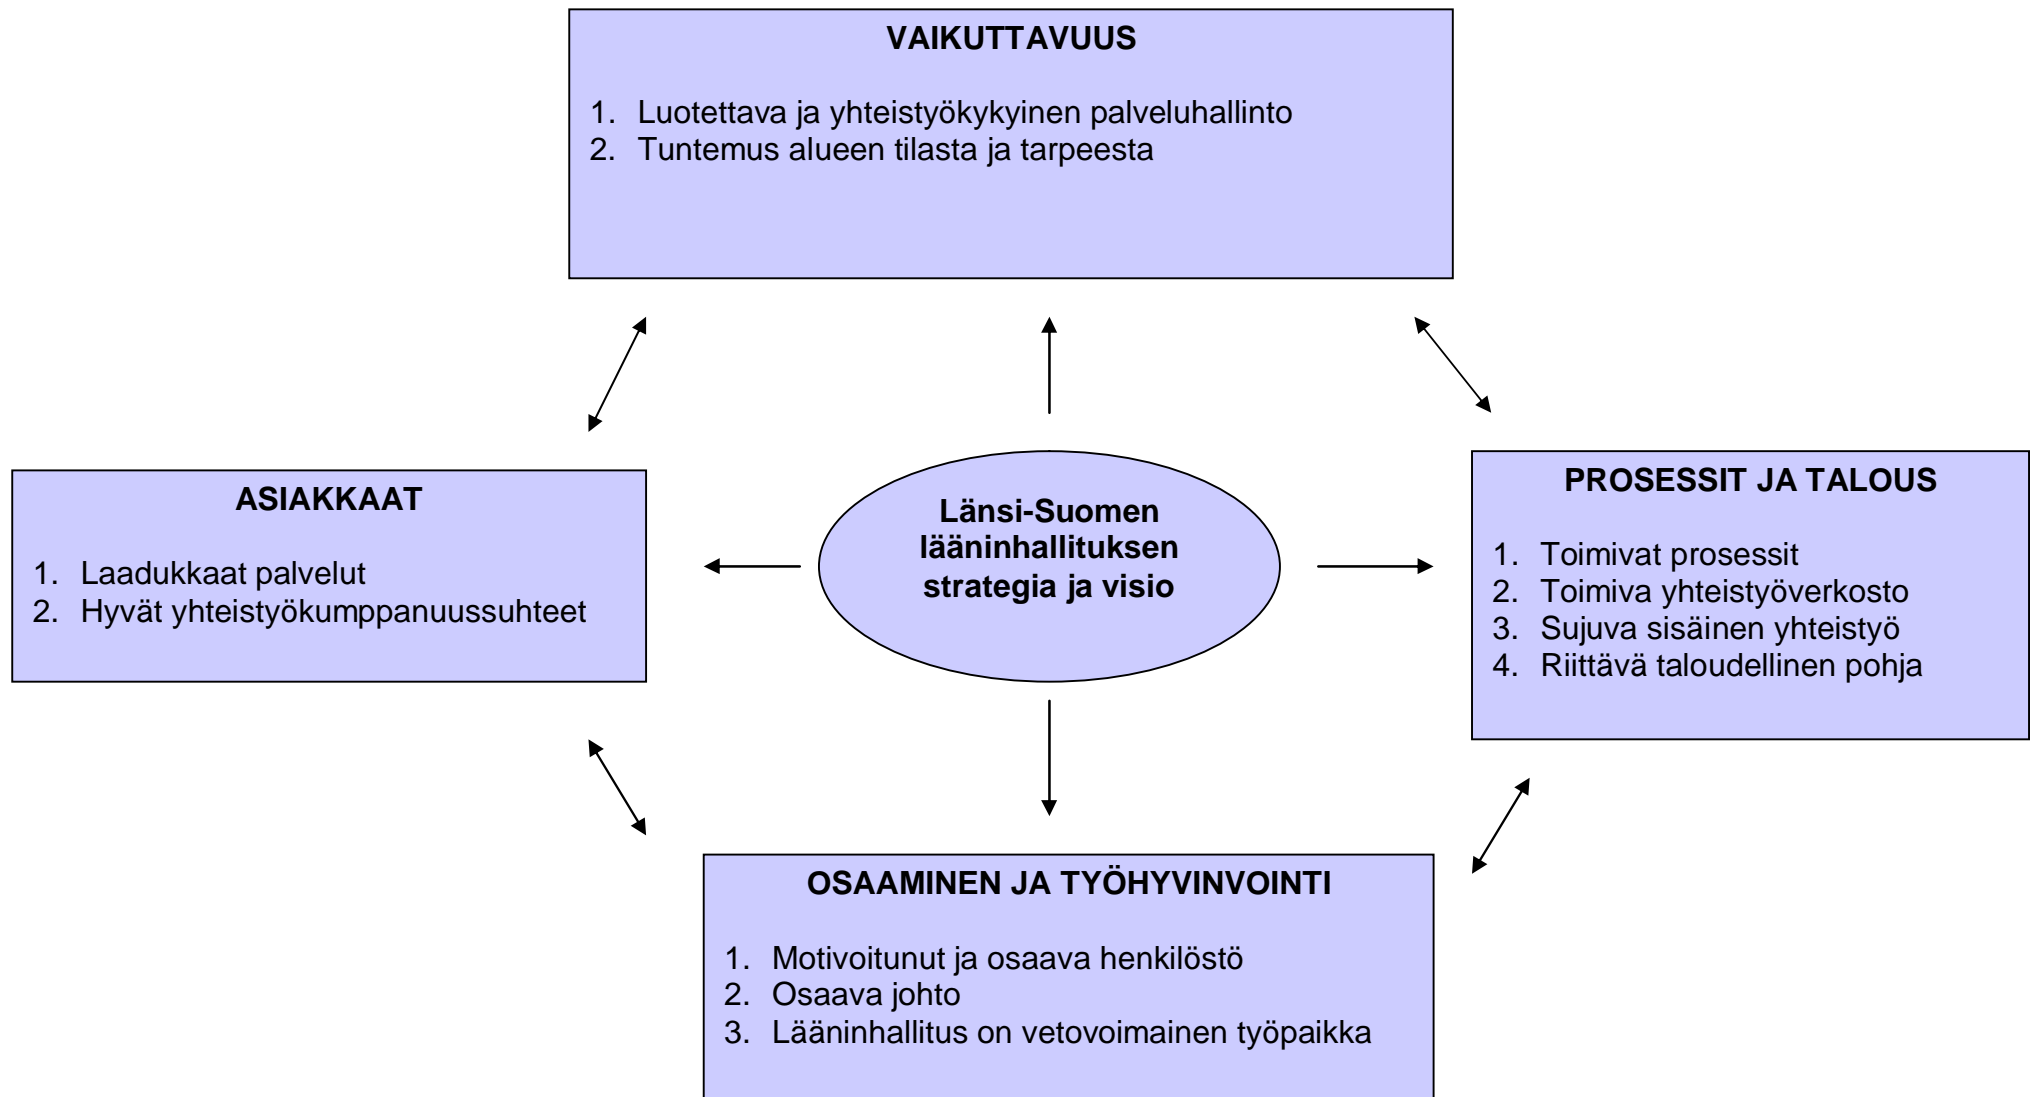 VAIKUTTAVUUS
1. Luotettava ja yhteistyökykyinen palveluhallinto
2. Tuntemus alueen tilasta ja tarpeesta
ASIAKKAAT
1. Laadukkaat palvelut
2. Hyvät yhteistyökumppanuussuhteet
Länsi-Suomen
lääninhallituksen
strategia ja visio
PROSESSIT JA TALOUS
1. Toimivat prosessit
2. Toimiva yhteistyöverkosto
3. Sujuva sisäinen yhteistyö
4. Riittävä taloudellinen pohja
OSAAMINEN JA TYÖHYVINVOINTI
1. Motivoitunut ja osaava henkilöstö
2. Osaava johto
3. Lääninhallitus on vetovoimainen työpaikka